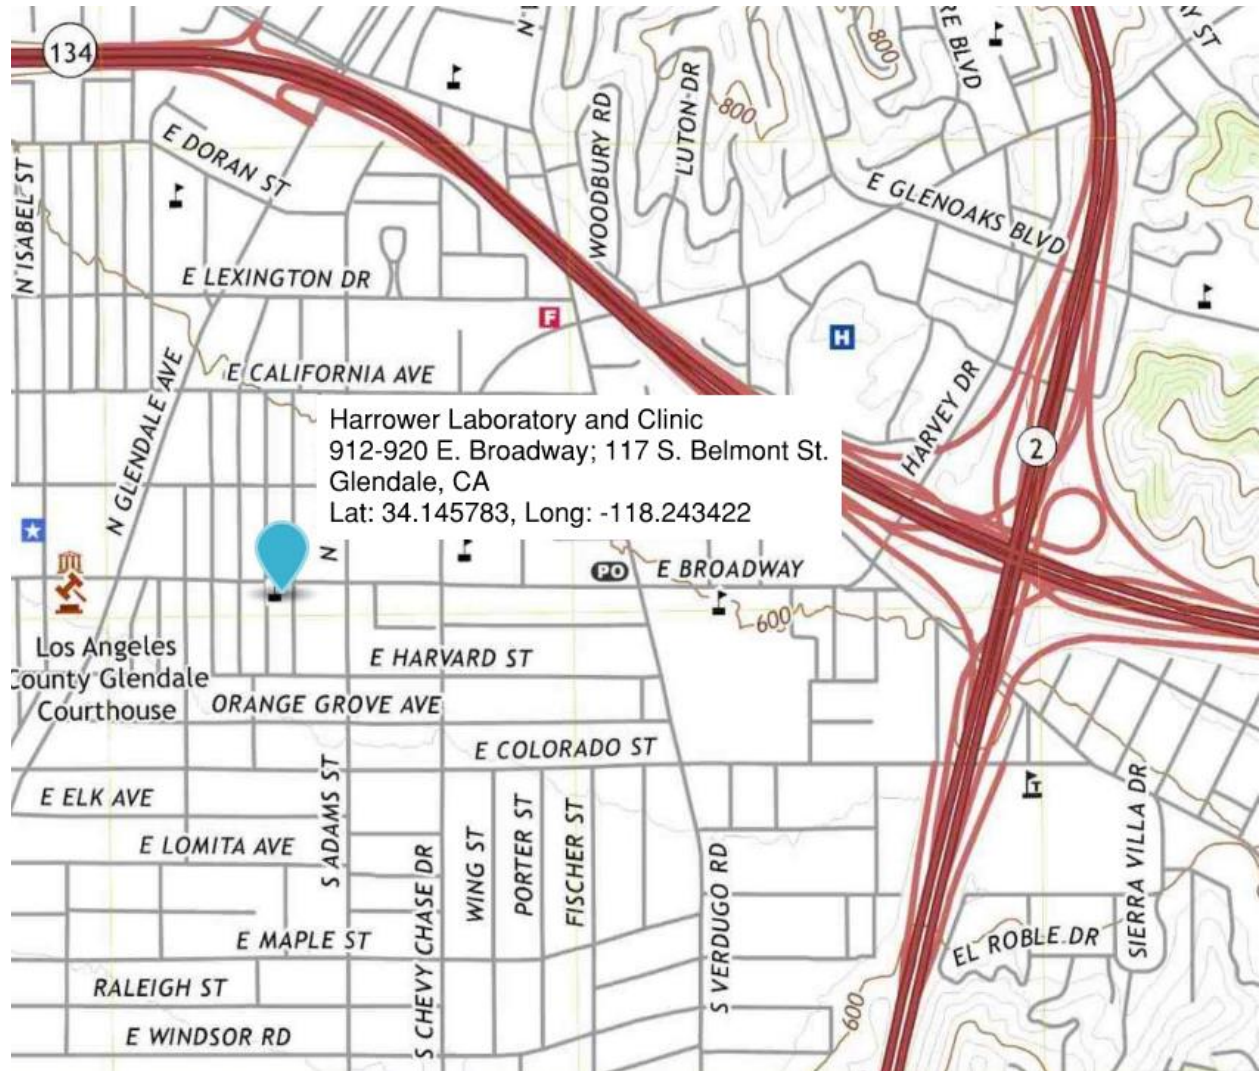 134
N
RE BLVD
Y ST
800
800
E DORAN ST
WOODBURY RD
LUTON DR
N ISABEL ST
E GLENOAKS BLVD
E LEXINGTON DR
F
H
E CALIFORNIA AVE
N GLENDALE AVE
HARVEY DR
Harrower Laboratory and Clinic
912-920 E. Broadway; 117 S. Belmont St.
Glendale, CA
Lat: 34.145783, Long: -118.243422
2
N
PO
E BROADWAY
600
Los Angeles
County Glendale
Courthouse
E HARVARD ST
ORANGE GROVE AVE
E COLORADO ST
E ELK AVE
S ADAMS ST
T
E LOMITA AVE
S CHEVY CHASE DR
WING ST
PORTER ST
FISCHER ST
S VERDUGO RD
SIERRA VILLA DR
E MAPLE ST
EL ROBLE DR
RALEIGH ST
600
E WINDSOR RD